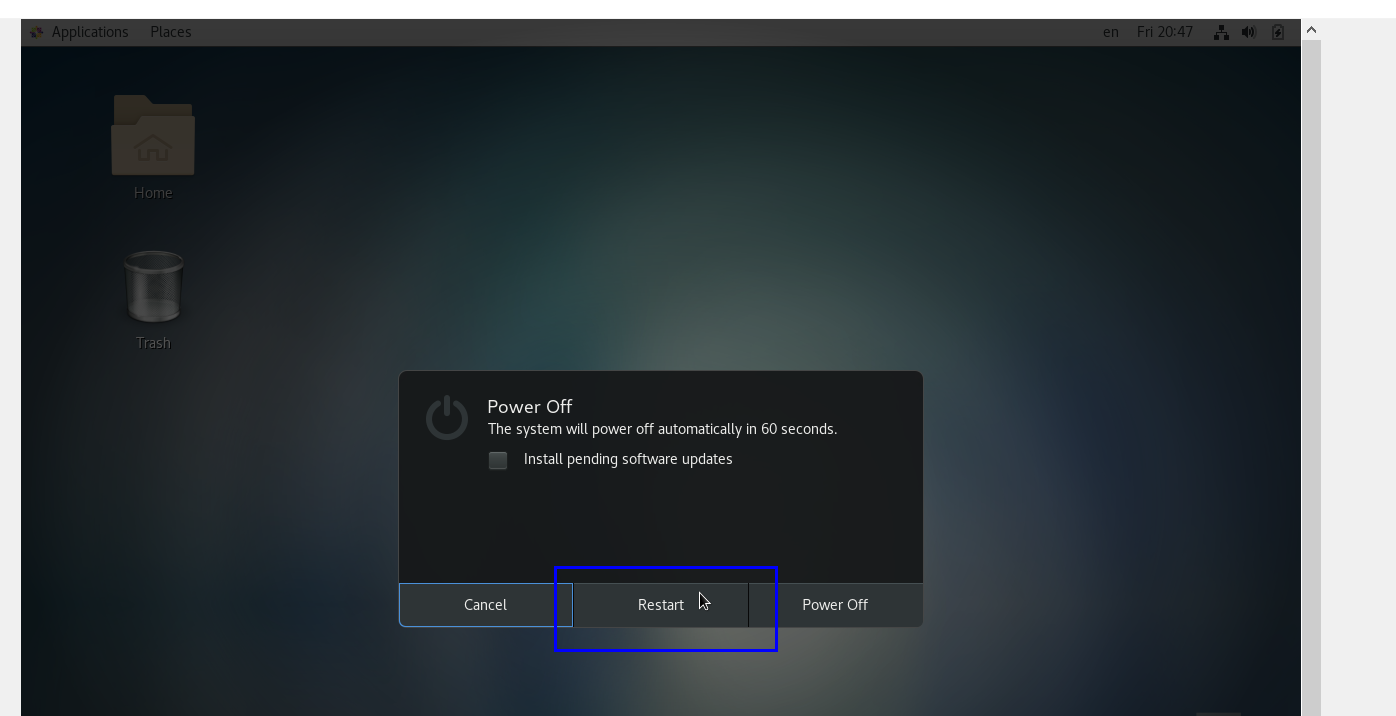 Applications Places en Fri 20:47
Home
Trash
Power Off
The system will power off automatically in 60 seconds.
Install pending software updates
Cancel Restart Power Off